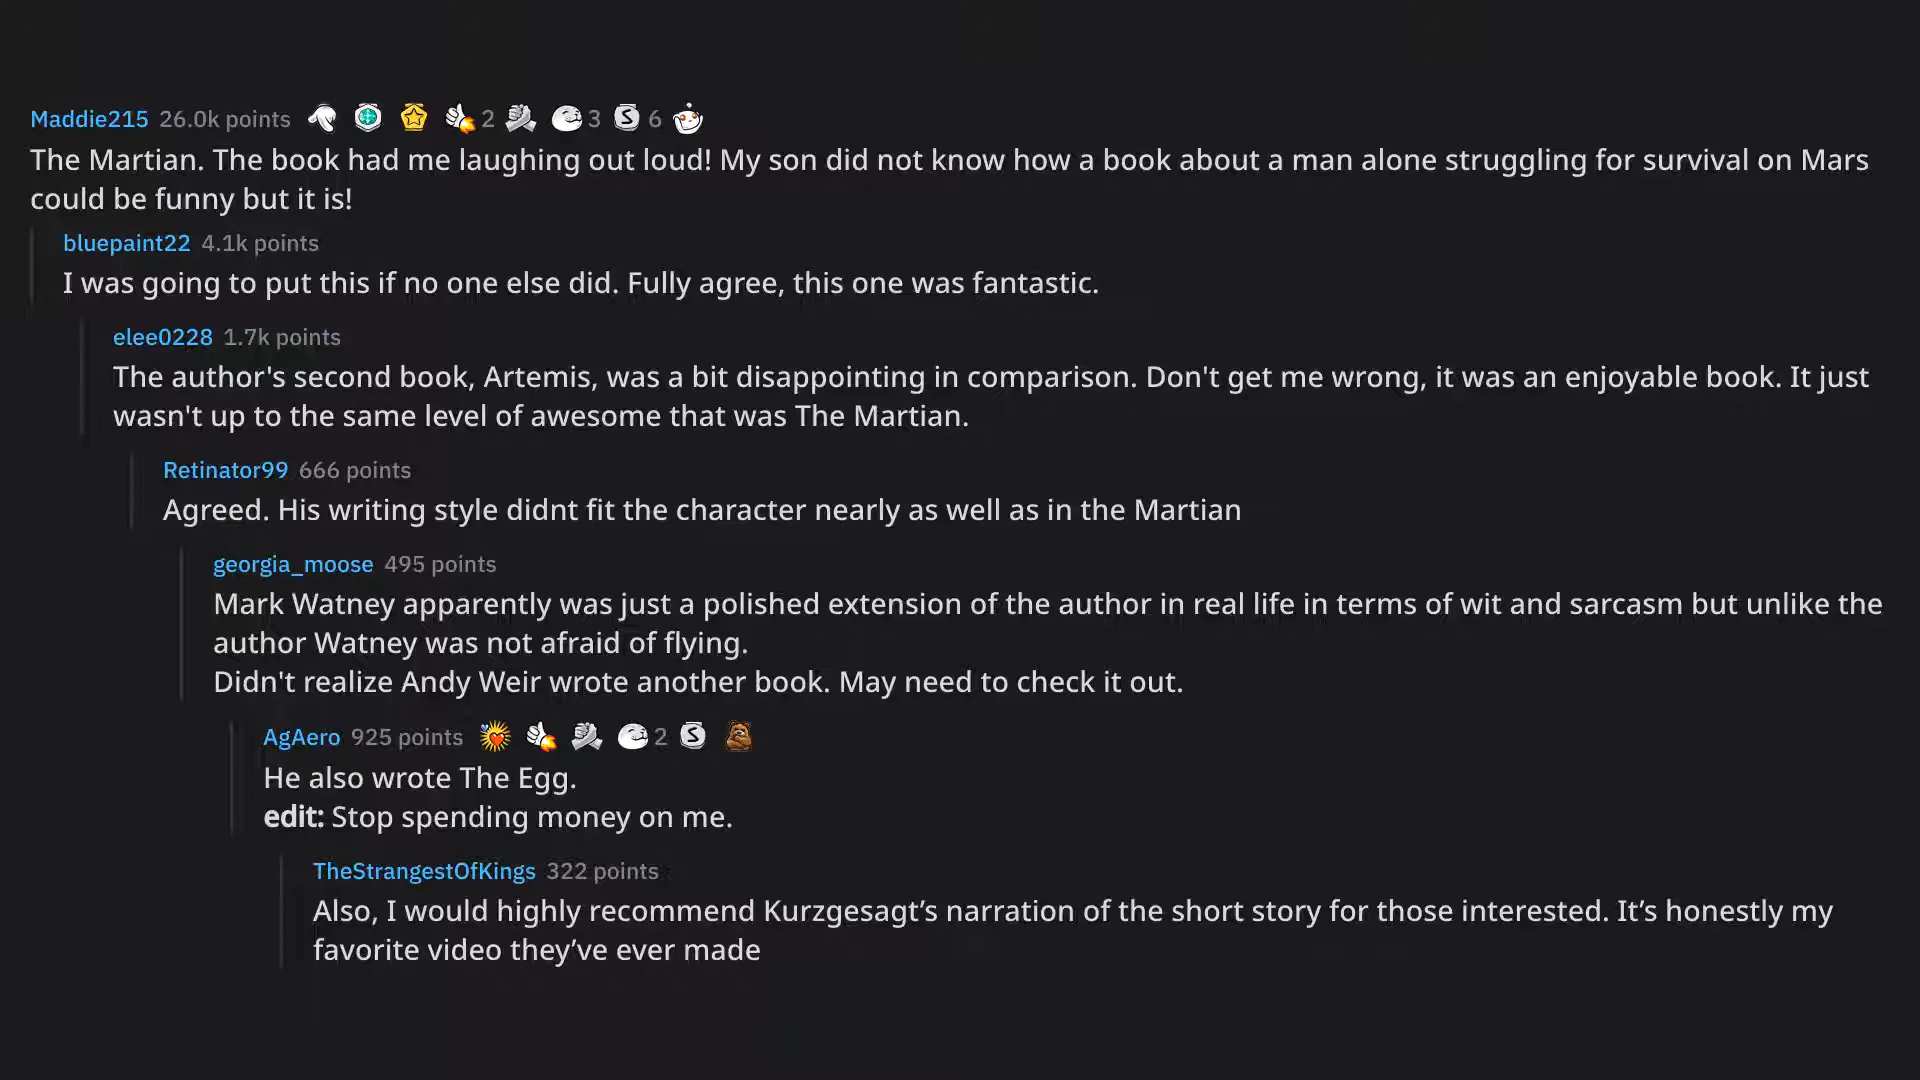 Maddie215 26.0k points 2 3 6
The Martian. The book had me laughing out loud! My son did not know how a book about a man alone struggling for survival on Mars
could be funny but it is!
bluepaint22 4.1k points
I was going to put this if no one else did. Fully agree, this one was fantastic.
elee0228 1.7k points
The author's second book, Artemis, was a bit disappointing in comparison. Don't get me wrong, it was an enjoyable book. It just
wasn't up to the same level of awesome that was The Martian.
Retinator99 666 points
Agreed. His writing style didnt fit the character nearly as well as in the Martian
georgia_moose 495 points
Mark Watney apparently was just a polished extension of the author in real life in terms of wit and sarcasm but unlike the
author Watney was not afraid of flying.
Didn't realize Andy Weir wrote another book. May need to check it out.
AgAero 925 points 2
He also wrote The Egg.
edit: Stop spending money on me.
TheStrangestOfKings 322 points
Also, I would highly recommend Kurzgesagt’s narration of the short story for those interested. It’s honestly my
favorite video they’ve ever made